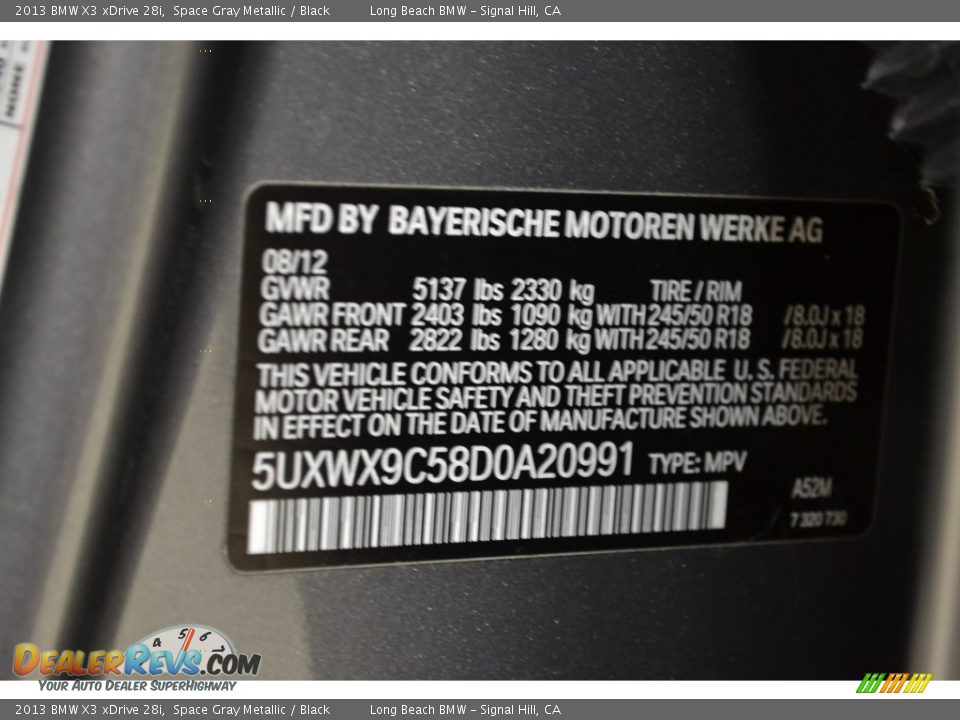 2013 BMW X3 xDrive 28i,  Space Gray Metallic / Black        Long Beach BMW - Signal Hill, CA
NONE
MFD BY BAYERISCHE MOTOREN WERKE AG
08/12
GVWR 5137 lbs 2330 kg TIRE / RIM
GAWR FRONT 2403 lbs 1090 kg WITH 245/50 R18 /8.0J x 18
GAWR REAR 2822 lbs 1280 kg WITH 245/50 R18 /8.0J x 18
THIS VEHICLE CONFORMS TO ALL APPLICABLE U. S. FEDERAL
MOTOR VEHICLE SAFETY AND THEFT PREVENTION STANDARDS
IN EFFECT ON THE DATE OF MANUFACTURE SHOWN ABOVE.
5UXWX9C58D0A20991 TYPE: MPV
A52M
7 320 730
4 5 6 7
DEALERREVS.COM
YOUR AUTO DEALER SUPERHIGHWAY
2013 BMW X3 xDrive 28i,  Space Gray Metallic / Black        Long Beach BMW - Signal Hill, CA